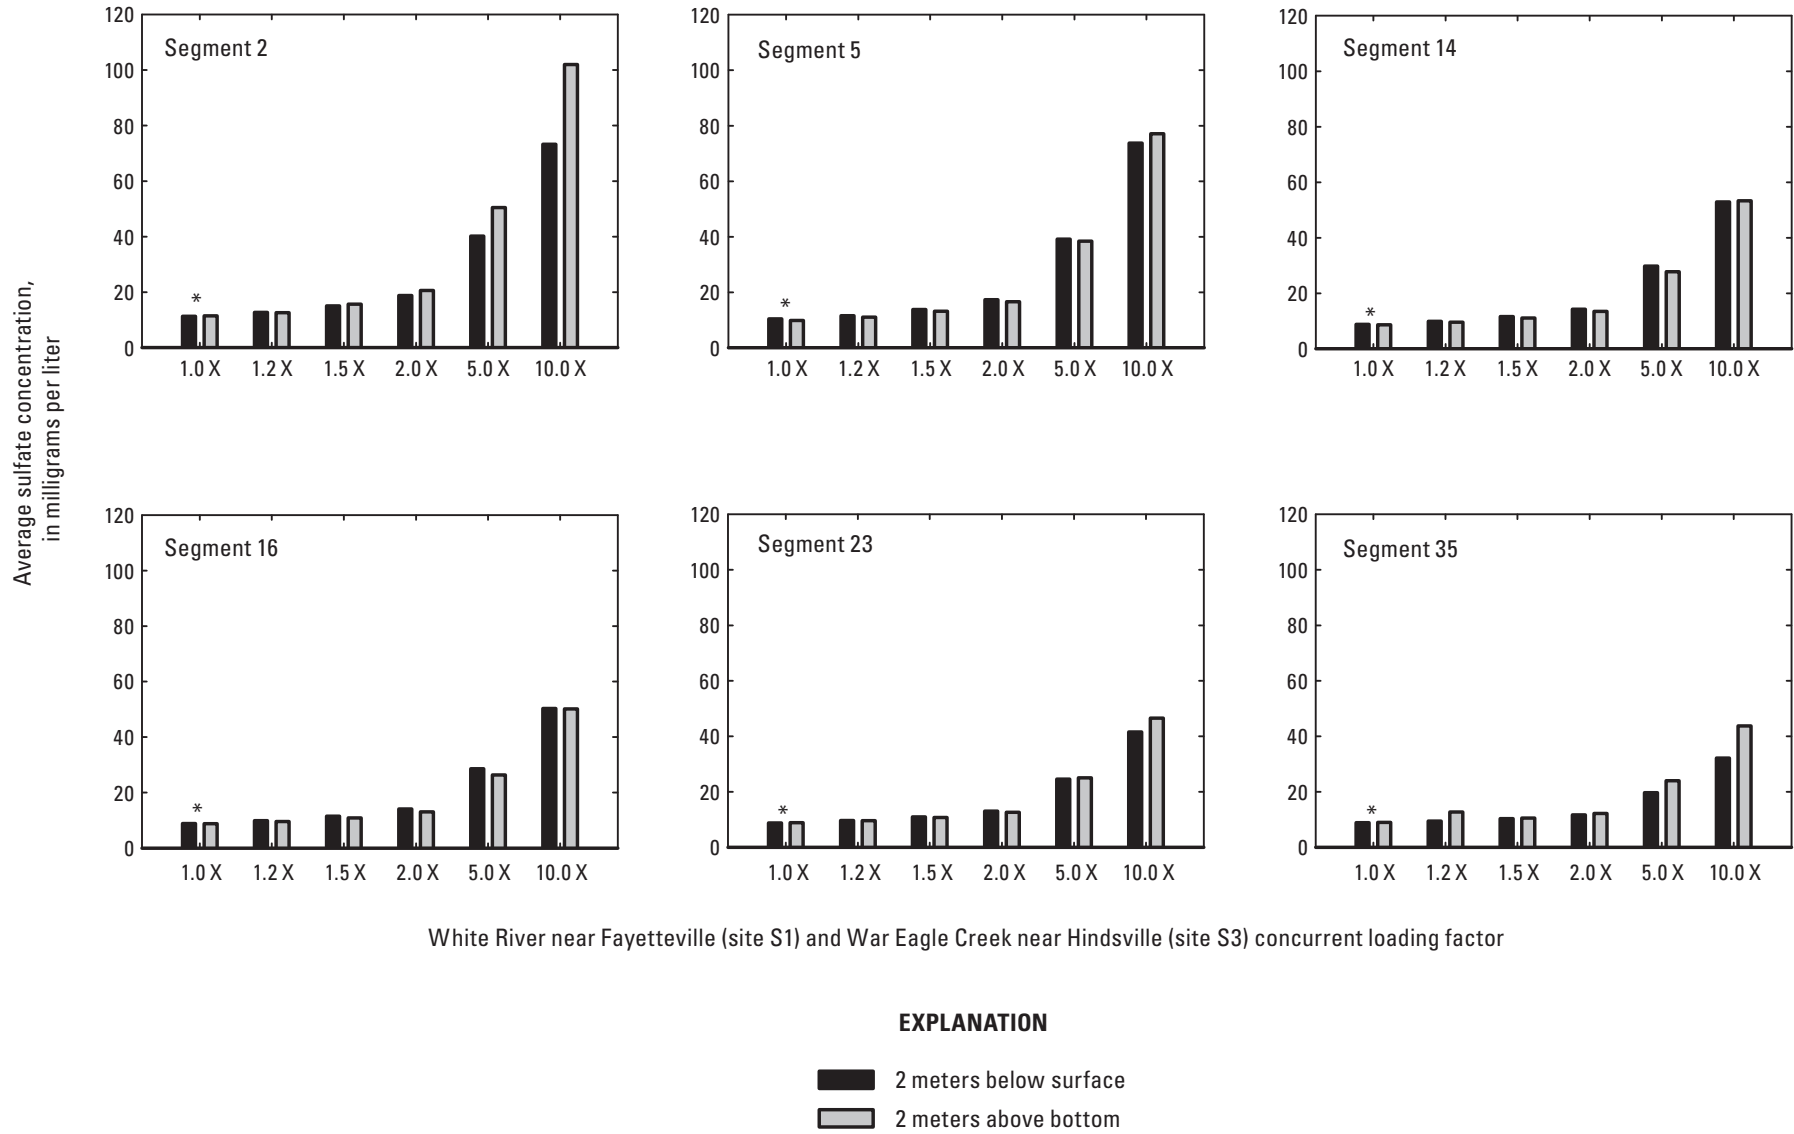 Average sulfate concentration,
in milligrams per liter
Segment 2
120
100
80
60
40
20
0
*
1.0 X 1.2 X 1.5 X 2.0 X 5.0 X 10.0 X
Segment 5
120
100
80
60
40
20
0
*
1.0 X 1.2 X 1.5 X 2.0 X 5.0 X 10.0 X
Segment 14
120
100
80
60
40
20
0
*
1.0 X 1.2 X 1.5 X 2.0 X 5.0 X 10.0 X
Segment 16
120
100
80
60
40
20
0
*
1.0 X 1.2 X 1.5 X 2.0 X 5.0 X 10.0 X
Segment 23
120
100
80
60
40
20
0
*
1.0 X 1.2 X 1.5 X 2.0 X 5.0 X 10.0 X
Segment 35
120
100
80
60
40
20
0
*
1.0 X 1.2 X 1.5 X 2.0 X 5.0 X 10.0 X
White River near Fayetteville (site S1) and War Eagle Creek near Hindsville (site S3) concurrent loading factor
EXPLANATION
2 meters below surface
2 meters above bottom